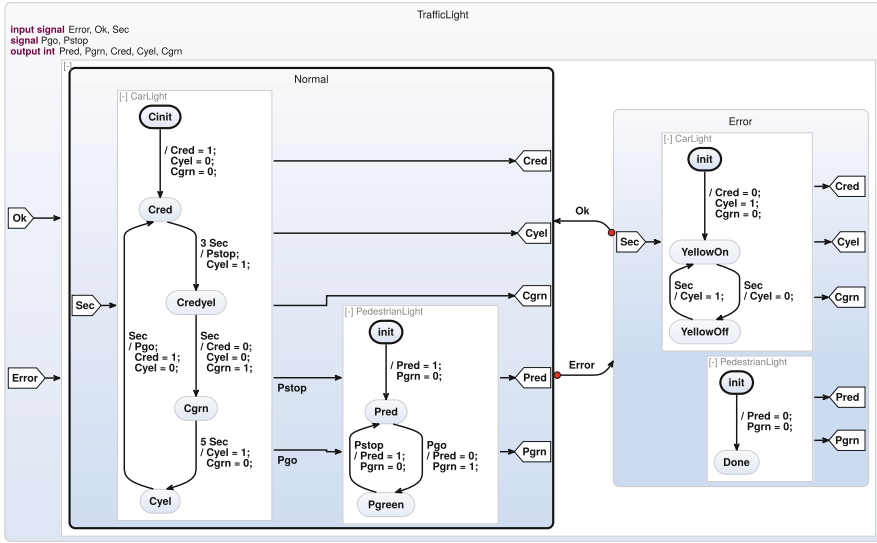 TrafficLight
input signal Error, Ok, Sec
signal Pgo, Pstop
output int Pred, Pgrn, Cred, Cyel, Cgrn
[-]
Normal
[-] CarLight
Cinit
/ Cred = 1;
Cyel = 0;
Cgrn = 0;
Cred
3 Sec
/ Pstop;
Cyel = 1;
Credyel
Sec
/ Pgo;
Cred = 1;
Cyel = 0;
Sec
/ Cred = 0;
Cyel = 0;
Cgrn = 1;
Cgrn
5 Sec
/ Cyel = 1;
Cgrn = 0;
Cyel
Ok
Sec
Error
Pstop
Pgo
[-] PedestrianLight
init
/ Pred = 1;
Pgrn = 0;
Pred
Pstop
/ Pred = 1;
Pgrn = 0;
Pgo
/ Pred = 0;
Pgrn = 1;
Pgreen
Cred
Cyel
Cgrn
Pred
Pgrn
Ok
Error
Error
[-] CarLight
init
/ Cred = 0;
Cyel = 1;
Cgrn = 0;
Sec
YellowOn
Sec
/ Cyel = 1;
Sec
/ Cyel = 0;
YellowOff
Cred
Cyel
Cgrn
[-] PedestrianLight
init
/ Pred = 0;
Pgrn = 0;
Done
Pred
Pgrn